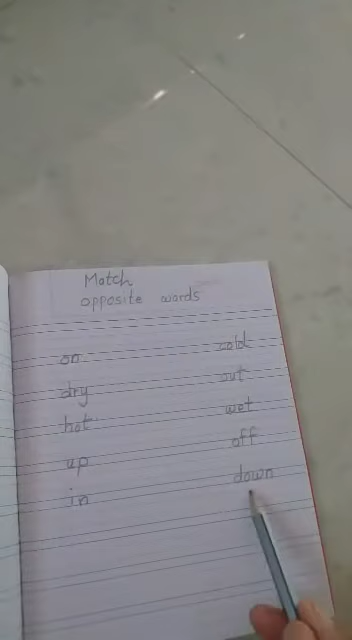 Match
opposite words
on cold
dry out
hot wet
up off
in down